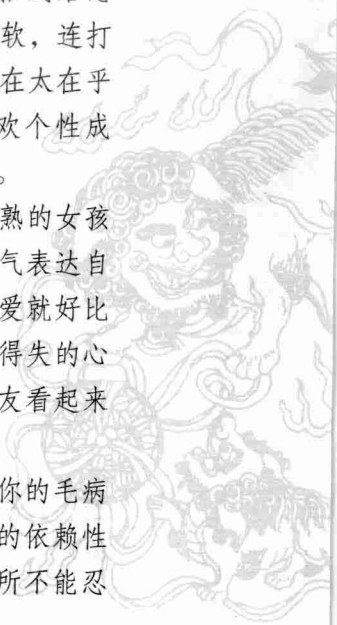 软，连打
在太在乎
欢个性成
。
熟的女孩
气表达自
爱就好比
得失的心
友看起来
你的毛病
的依赖性
所不能忍